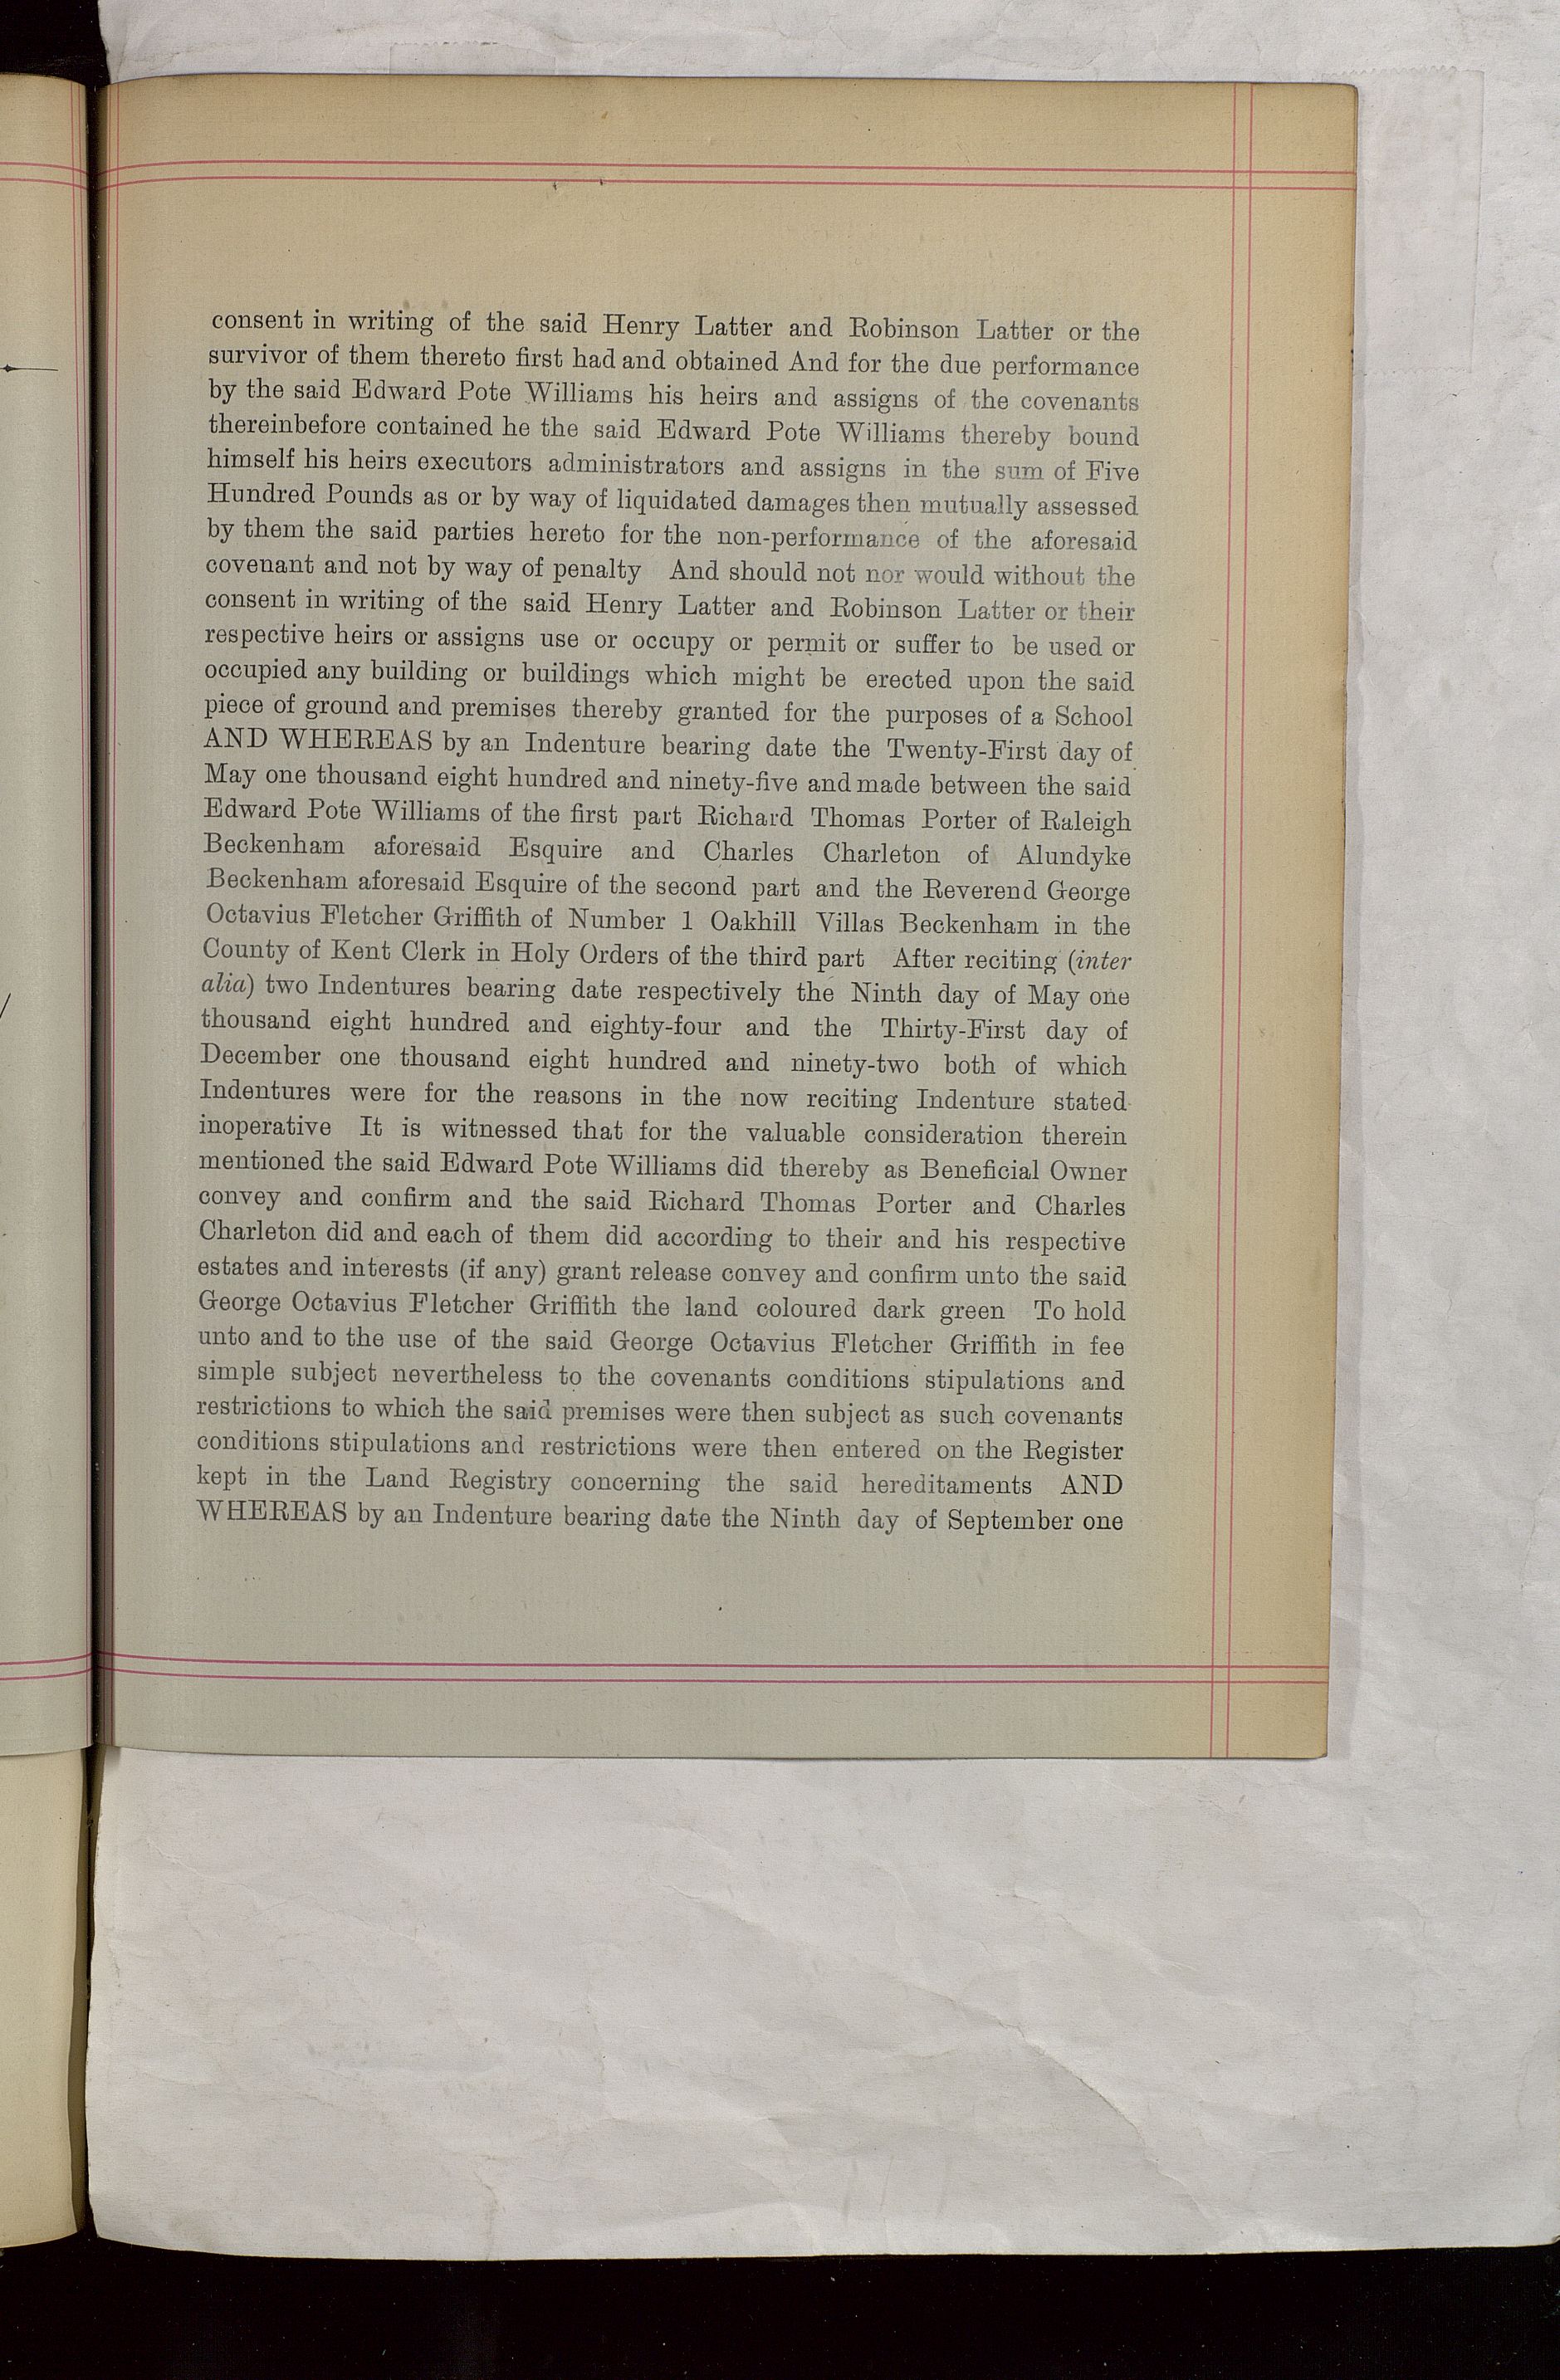 consent in writing of the said Henry Latter and Robinson Latter or the
survivor of them thereto first had and obtained And for the due performance
by the said Edward Pote Williams his heirs and assigns of the covenants
thereinbefore contained he the said Edward Pote Williams thereby bound
himself his heirs executors administrators and assigns in the sum of Five
Hundred Pounds as or by way of liquidated damages then mutually assessed
by them the said parties hereto for the non-performance of the aforesaid
covenant and not by way of penalty And should not nor would without the
consent in writing of the said Henry Latter and Robinson Latter or their
respective heirs or assigns use or occupy or permit or suffer to be used or
occupied any building or buildings which might be erected upon the said
piece of ground and premises thereby granted for the purposes of a School
AND WHEREAS by an Indenture bearing date the Twenty-First day of
May one thousand eight hundred and ninety-five and made between the said
Edward Pote Williams of the first part Richard Thomas Porter of Raleigh
Beckenham aforesaid Esquire and Charles Charleton of Alundyke
Beckenham aforesaid Esquire of the second part and the Reverend George
Octavius Fletcher Griffith of Number 1 Oakhill Villas Beckenham in the
County of Kent Clerk in Holy Orders of the third part After reciting (inter
alia) two Indentures bearing date respectively the Ninth day of May one
thousand eight hundred and eighty-four and the Thirty-First day of
December one thousand eight hundred and ninety-two both of which
Indentures were for the reasons in the now reciting Indenture stated
inoperative It is witnessed that for the valuable consideration therein
mentioned the said Edward Pote Williams did thereby as Beneficial Owner
convey and confirm and the said Richard Thomas Porter and Charles
Charleton did and each of them did according to their and his respective
estates and interests (if any) grant release convey and confirm unto the said
George Octavius Fletcher Griffith the land coloured dark green To hold
unto and to the use of the said George Octavius Fletcher Griffith in fee
simple subject nevertheless to the covenants conditions stipulations and
restrictions to which the said premises were then subject as such covenants
conditions stipulations and restrictions were then entered on the Register
kept in the Land Registry concerning the said hereditaments AND
WHEREAS by an Indenture bearing date the Ninth day of September one